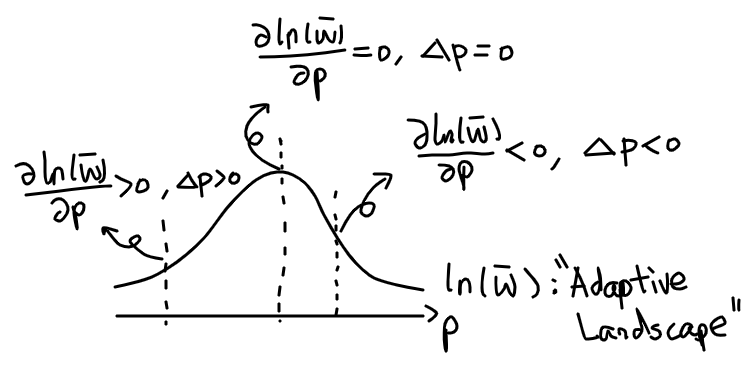 ∂ln(w̄)/∂p = 0, Δp = 0
∂ln(w̄)/∂p < 0, Δp < 0
∂ln(w̄)/∂p > 0, Δp > 0
ln(w̄) : "Adaptive
Landscape"
p